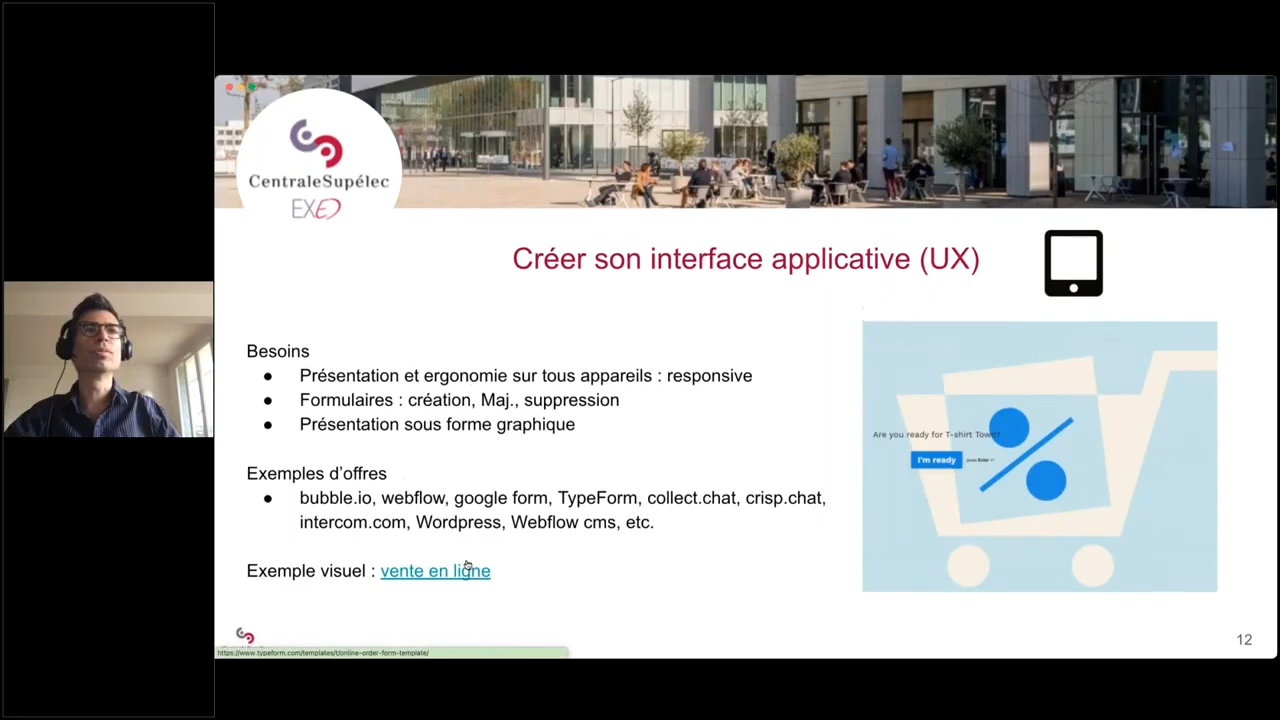 CentraleSupélec
EXED
Créer son interface applicative (UX)
Besoins
● Présentation et ergonomie sur tous appareils : responsive
● Formulaires : création, Maj., suppression
● Présentation sous forme graphique
Exemples d’offres
● bubble.io, webflow, google form, TypeForm, collect.chat, crisp.chat,
intercom.com, Wordpress, Webflow cms, etc.
Exemple visuel : vente en ligne
Are you ready for T-shirt Town?
I'm ready
press Enter ↵
12
https://www.typeform.com/templates/t/online-order-form-template/